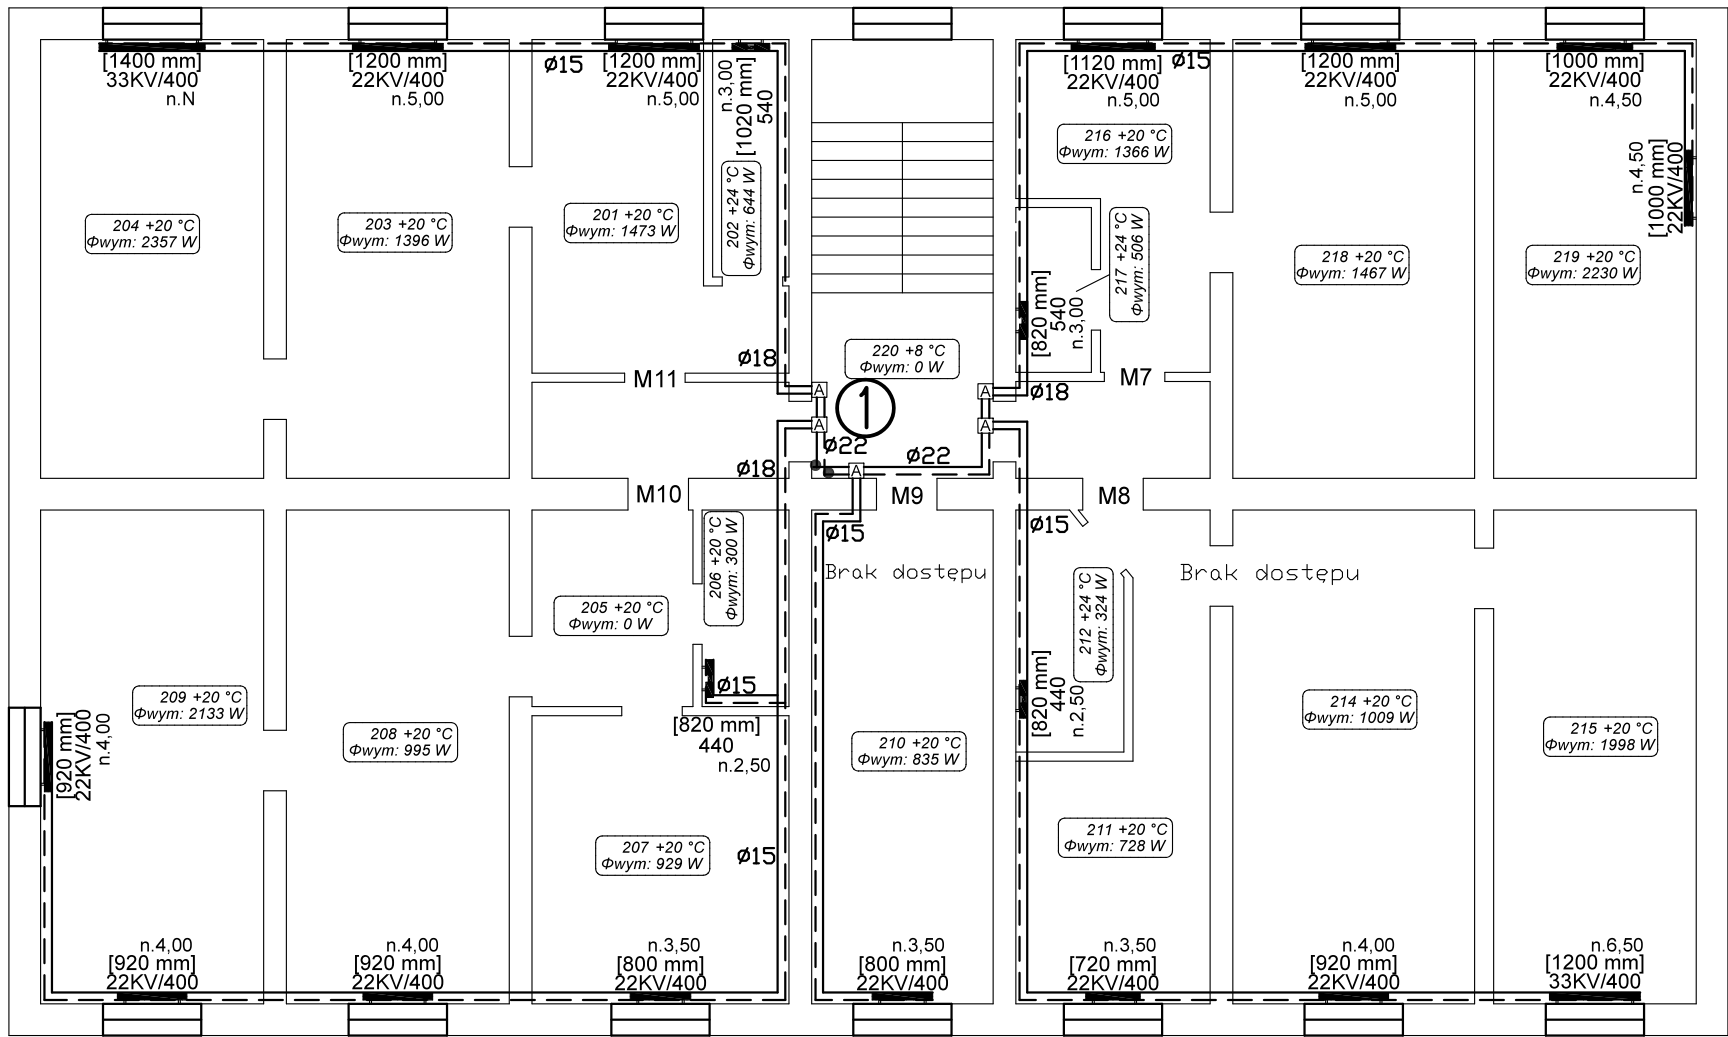 [1400 mm]
33KV/400
n.N
[1200 mm]
22KV/400
n.5,00
ø15
[1200 mm]
22KV/400
n.5,00
n.3,00
[1020 mm]
540
[1120 mm]
22KV/400
n.5,00
ø15
[1200 mm]
22KV/400
n.5,00
[1000 mm]
22KV/400
n.4,50
n.4,50
[1000 mm]
22KV/400
204 +20 °C
Φwym: 2357 W
203 +20 °C
Φwym: 1396 W
201 +20 °C
Φwym: 1473 W
202 +24 °C
Φwym: 644 W
216 +20 °C
Φwym: 1366 W
217 +24 °C
Φwym: 506 W
218 +20 °C
Φwym: 1467 W
219 +20 °C
Φwym: 2230 W
[820 mm]
540
n.3,00
220 +8 °C
Φwym: 0 W
ø18
M11
A
1
A
M7
ø18
A
A
ø22
ø22
ø18
A
M10
M9
M8
ø15
ø15
206 +20 °C
Φwym: 300 W
Brak dostępu
Brak dostępu
205 +20 °C
Φwym: 0 W
212 +24 °C
Φwym: 324 W
ø15
[820 mm]
440
n.2,50
[820 mm]
440
n.2,50
209 +20 °C
Φwym: 2133 W
[920 mm]
22KV/400
n.4,00
208 +20 °C
Φwym: 995 W
210 +20 °C
Φwym: 835 W
214 +20 °C
Φwym: 1009 W
215 +20 °C
Φwym: 1998 W
207 +20 °C
Φwym: 929 W
ø15
211 +20 °C
Φwym: 728 W
n.4,00
[920 mm]
22KV/400
n.4,00
[920 mm]
22KV/400
n.3,50
[800 mm]
22KV/400
n.3,50
[800 mm]
22KV/400
n.3,50
[720 mm]
22KV/400
n.4,00
[920 mm]
22KV/400
n.6,50
[1200 mm]
33KV/400